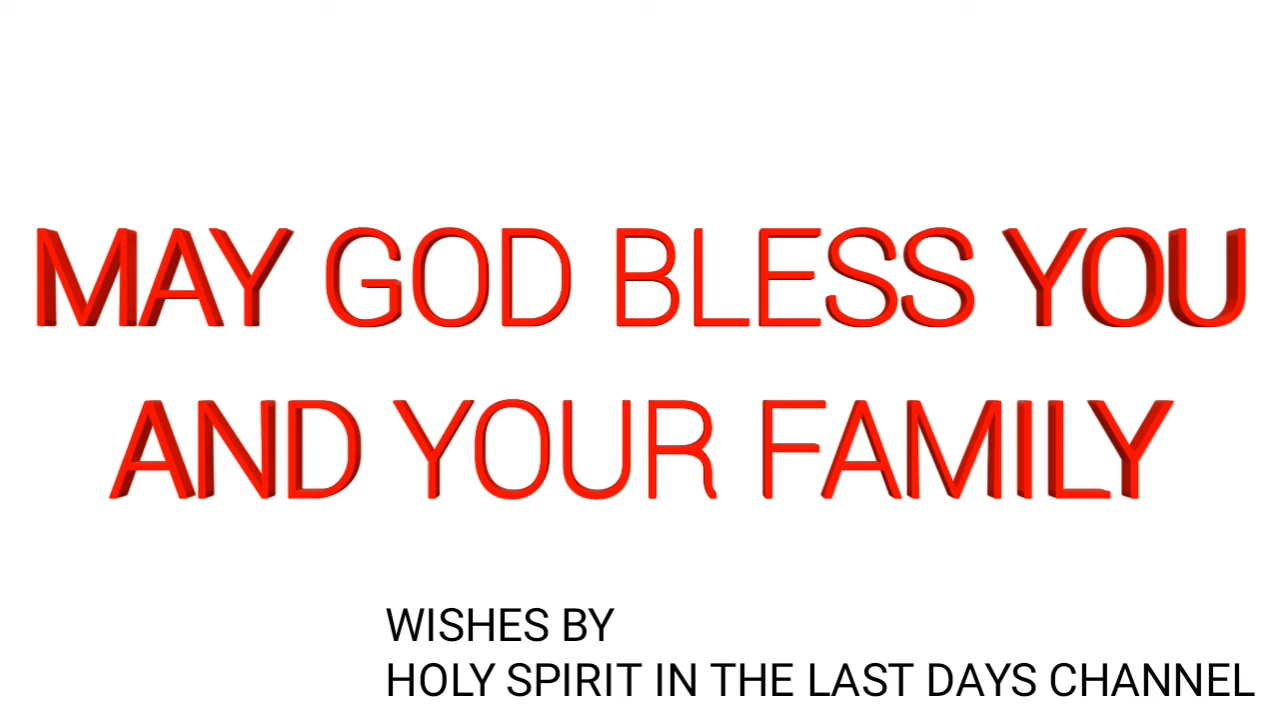 MAY GOD BLESS YOU
AND YOUR FAMILY
WISHES BY
HOLY SPIRIT IN THE LAST DAYS CHANNEL